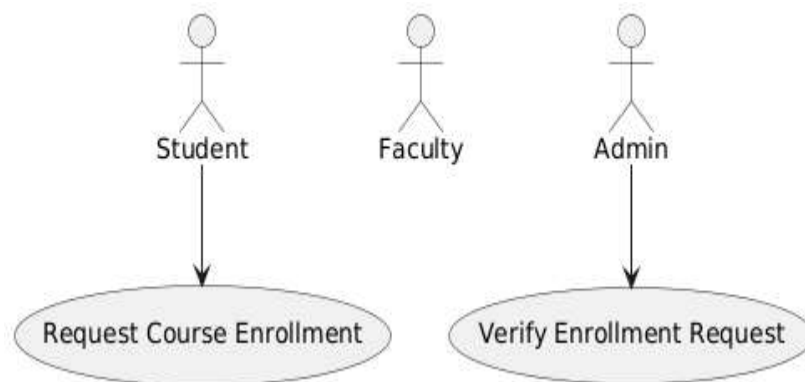 Student
Faculty
Admin
Request Course Enrollment
Verify Enrollment Request